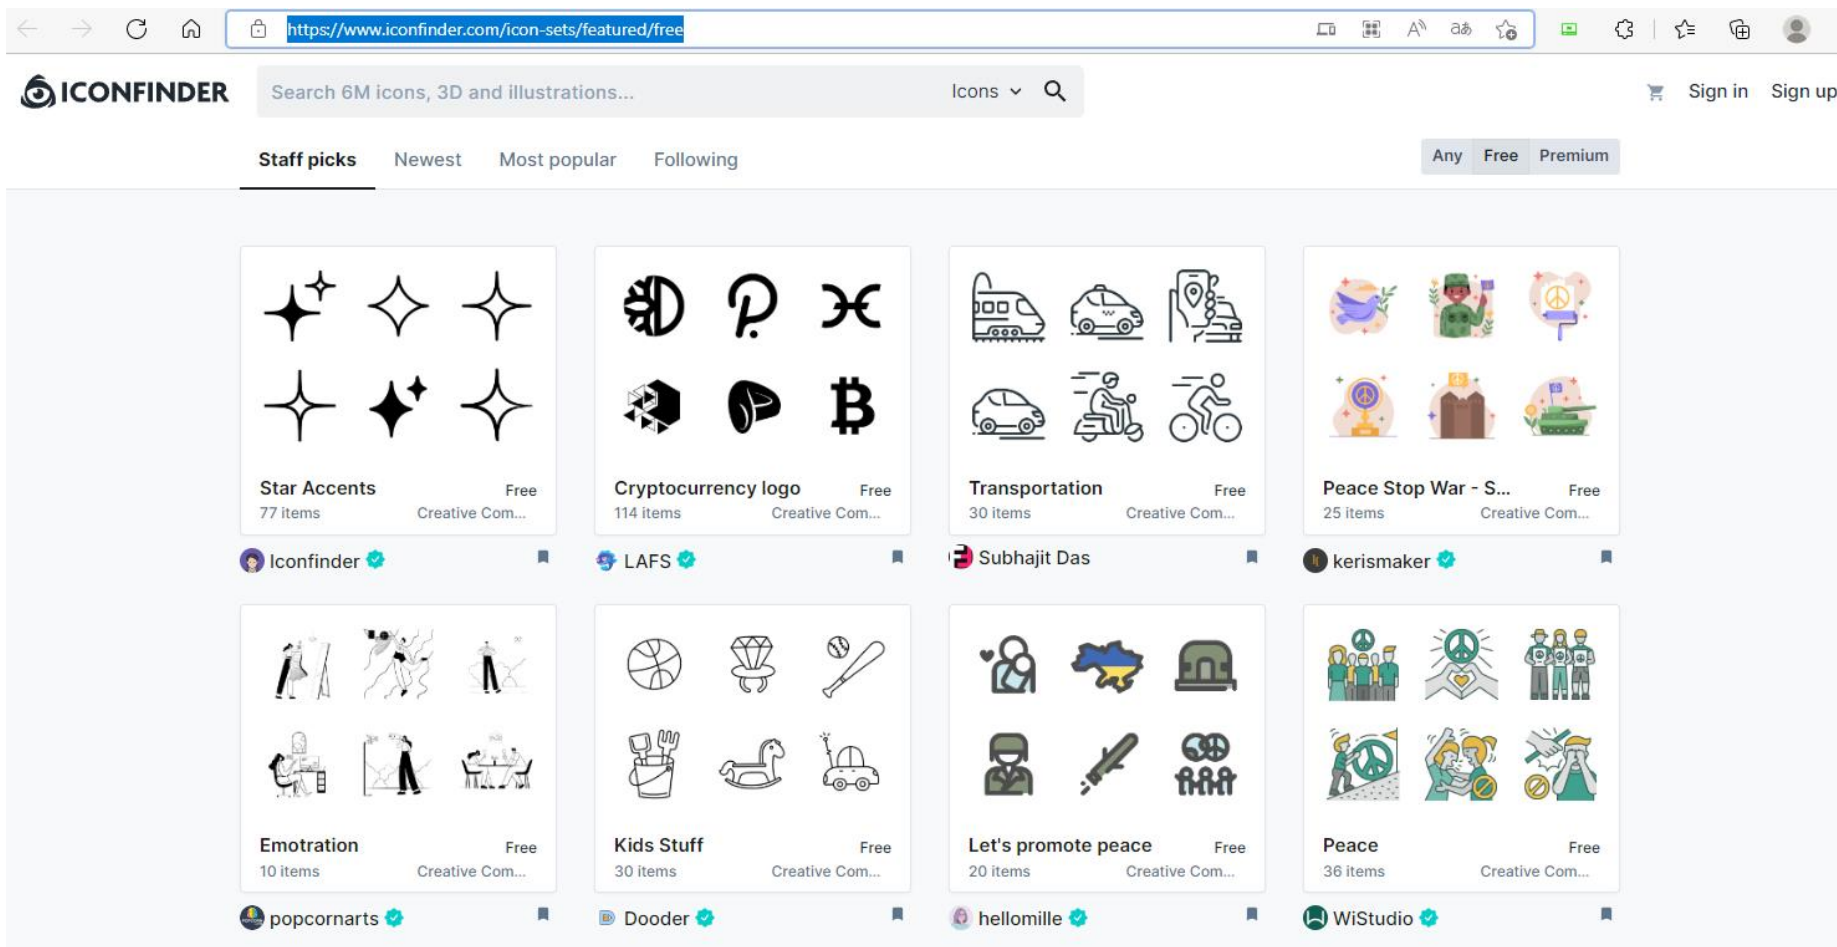 https://www.iconfinder.com/icon-sets/featured/free
ICONFINDER
Search 6M icons, 3D and illustrations...
Icons
Sign in
Sign up
Staff picks
Newest
Most popular
Following
Any
Free
Premium
Star Accents
Free
77 items
Creative Com...
Iconfinder
Cryptocurrency logo
Free
114 items
Creative Com...
LAFS
Transportation
Free
30 items
Creative Com...
Subhajit Das
Peace Stop War - S...
Free
25 items
Creative Com...
kerismaker
Emotration
Free
10 items
Creative Com...
popcornarts
Kids Stuff
Free
30 items
Creative Com...
Dooder
Let's promote peace
Free
20 items
Creative Com...
hellomille
Peace
Free
36 items
Creative Com...
WiStudio